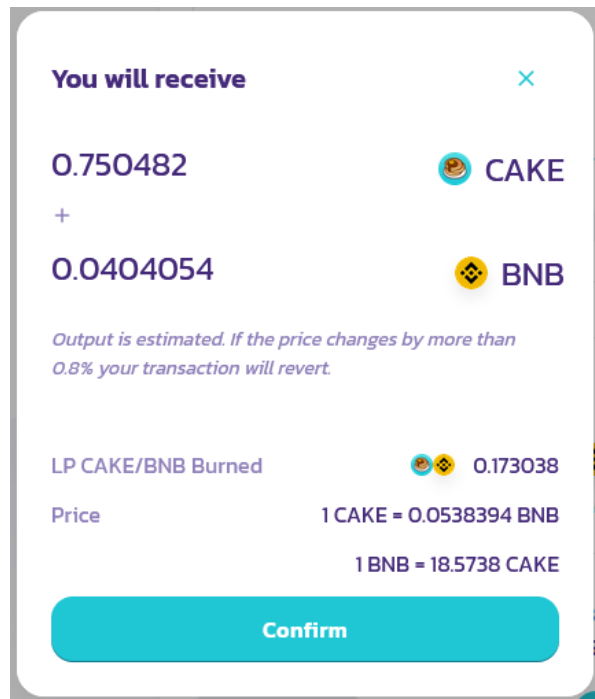 You will receive
0.750482 CAKE
+
0.0404054 BNB
Output is estimated. If the price changes by more than
0.8% your transaction will revert.
LP CAKE/BNB Burned 0.173038
Price 1 CAKE = 0.0538394 BNB
1 BNB = 18.5738 CAKE
Confirm